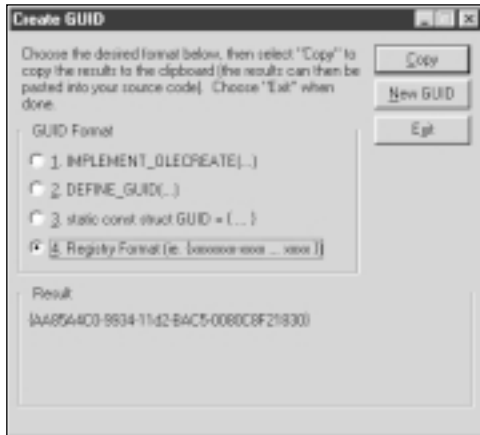 Create GUID
Choose the desired format below, then select "Copy" to
copy the results to the clipboard (the results can then be
pasted into your source code). Choose "Exit" when
done.
Copy
New GUID
Exit
GUID Format
1. IMPLEMENT_OLECREATE(...)
2. DEFINE_GUID(...)
3. static const struct GUID = { ... }
4. Registry Format (ie. {xxxxxxxx-xxxx ... xxxx })
Result
{AA85A4C0-9934-11d2-BAC5-0080C8F21830}